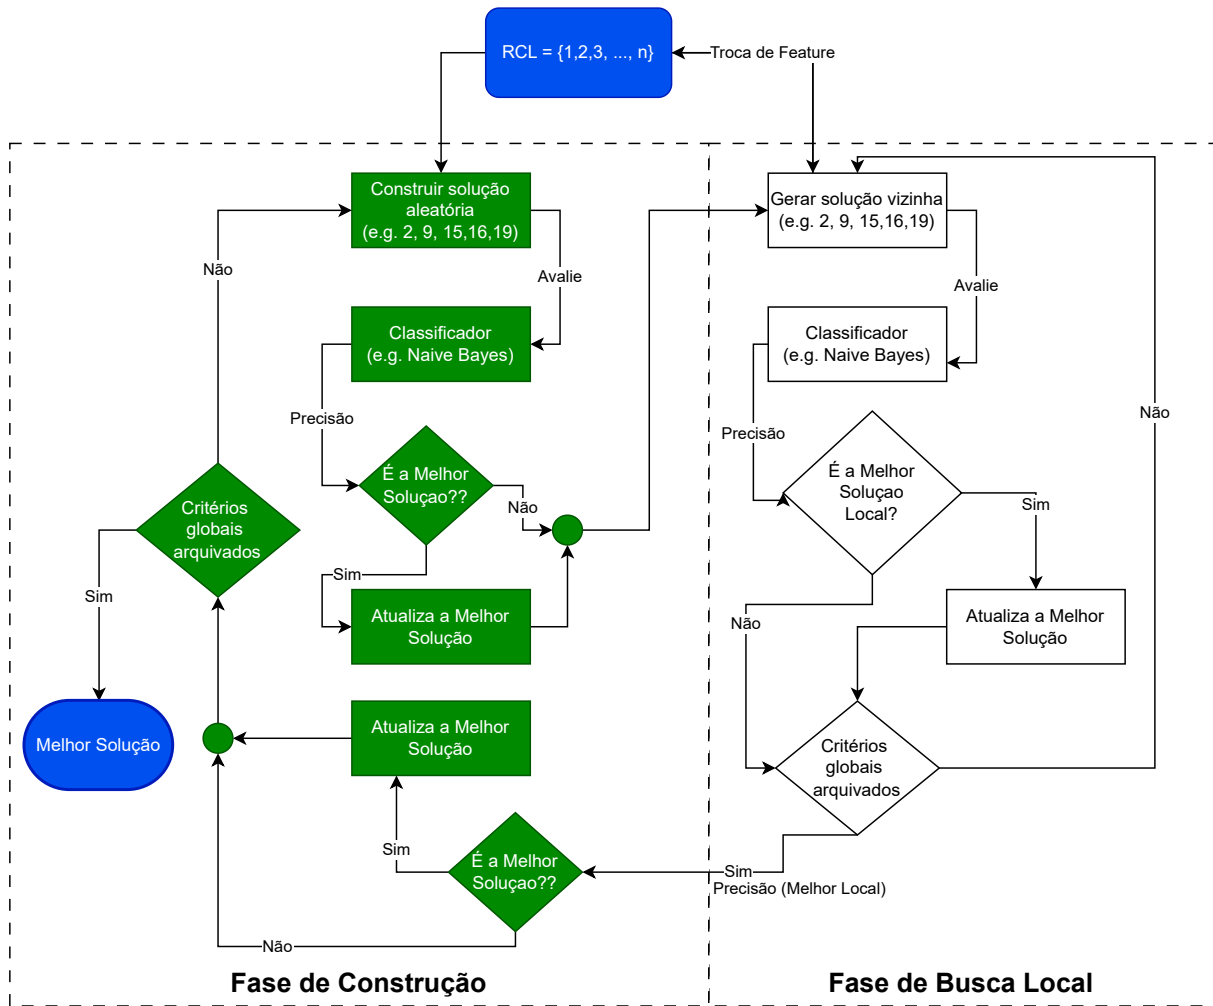 RCL = {1,2,3, ..., n}
Troca de Feature
Construir solução
aleatória
(e.g. 2, 9, 15,16,19)
Avalie
Classificador
(e.g. Naive Bayes)
Precisão
É a Melhor
Soluçao??
Não
Sim
Atualiza a Melhor
Solução
Não
Critérios
globais
arquivados
Sim
Melhor Solução
Atualiza a Melhor
Solução
Sim
É a Melhor
Soluçao??
Não
Fase de Construção
Gerar solução vizinha
(e.g. 2, 9, 15,16,19)
Avalie
Classificador
(e.g. Naive Bayes)
Precisão
É a Melhor
Soluçao
Local?
Sim
Não
Atualiza a Melhor
Solução
Critérios
globais
arquivados
Não
Sim
Precisão (Melhor Local)
Fase de Busca Local